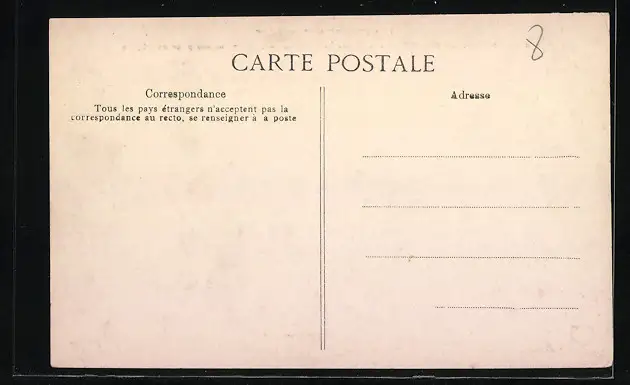 8
CARTE POSTALE
Correspondance
Tous les pays étrangers n'acceptent pas la
correspondance au recto, se renseigner à a poste
Adresse